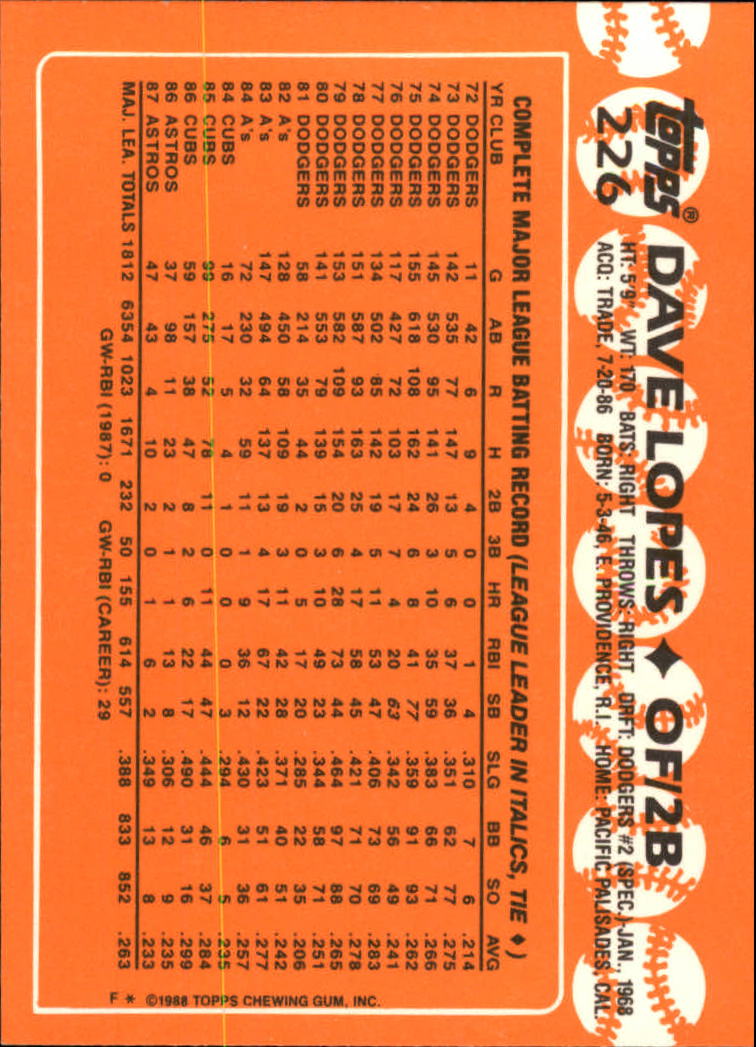 topps®
226
DAVE LOPES ♦ OF/2B
HT: 5'9" WT: 170 BATS: RIGHT THROWS: RIGHT DRFT: DODGERS #2 (SPEC.)-JAN., 1968
ACQ: TRADE, 7-20-86 BORN: 5-3-46, E. PROVIDENCE, R.I. HOME: PACIFIC PALISADES, CAL.
COMPLETE MAJOR LEAGUE BATTING RECORD (LEAGUE LEADER IN ITALICS, TIE ♦)
YR CLUB G AB R H 2B 3B HR RBI SB SLG BB SO AVG
72 DODGERS 11 42 6 9 4 0 0 1 4 .310 7 6 .214
73 DODGERS 142 535 77 147 13 5 6 37 36 .351 62 77 .275
74 DODGERS 145 530 95 141 26 3 10 35 59 .383 66 71 .266
75 DODGERS 155 618 108 162 24 6 8 41 77 .359 91 93 .262
76 DODGERS 117 427 72 103 17 7 4 20 63 .342 56 49 .241
77 DODGERS 134 502 85 142 19 5 11 53 47 .406 73 69 .283
78 DODGERS 151 587 93 163 25 4 17 58 45 .421 71 70 .278
79 DODGERS 153 582 109 154 20 6 28 73 44 .464 97 88 .265
80 DODGERS 141 553 79 139 15 3 10 49 23 .344 58 71 .251
81 DODGERS 58 214 35 44 2 0 5 17 20 .285 22 35 .206
82 A's 128 450 58 109 19 3 11 42 28 .371 40 51 .242
83 A's 147 494 64 137 13 4 17 67 22 .423 51 61 .277
84 A's 72 230 32 59 11 1 9 36 12 .430 31 36 .257
84 CUBS 16 17 5 4 1 0 0 0 3 .294 6 5 .235
85 CUBS 99 275 52 78 11 0 11 44 47 .444 46 37 .284
86 CUBS 59 157 38 47 8 2 6 22 17 .490 31 16 .299
86 ASTROS 37 98 11 23 2 1 1 13 8 .306 12 9 .235
87 ASTROS 47 43 4 10 2 0 1 6 2 .349 13 8 .233
MAJ. LEA. TOTALS 1812 6354 1023 1671 232 50 155 614 557 .388 833 852 .263
GW-RBI (1987): 0 GW-RBI (CAREER): 29
F * ©1988 TOPPS CHEWING GUM, INC.